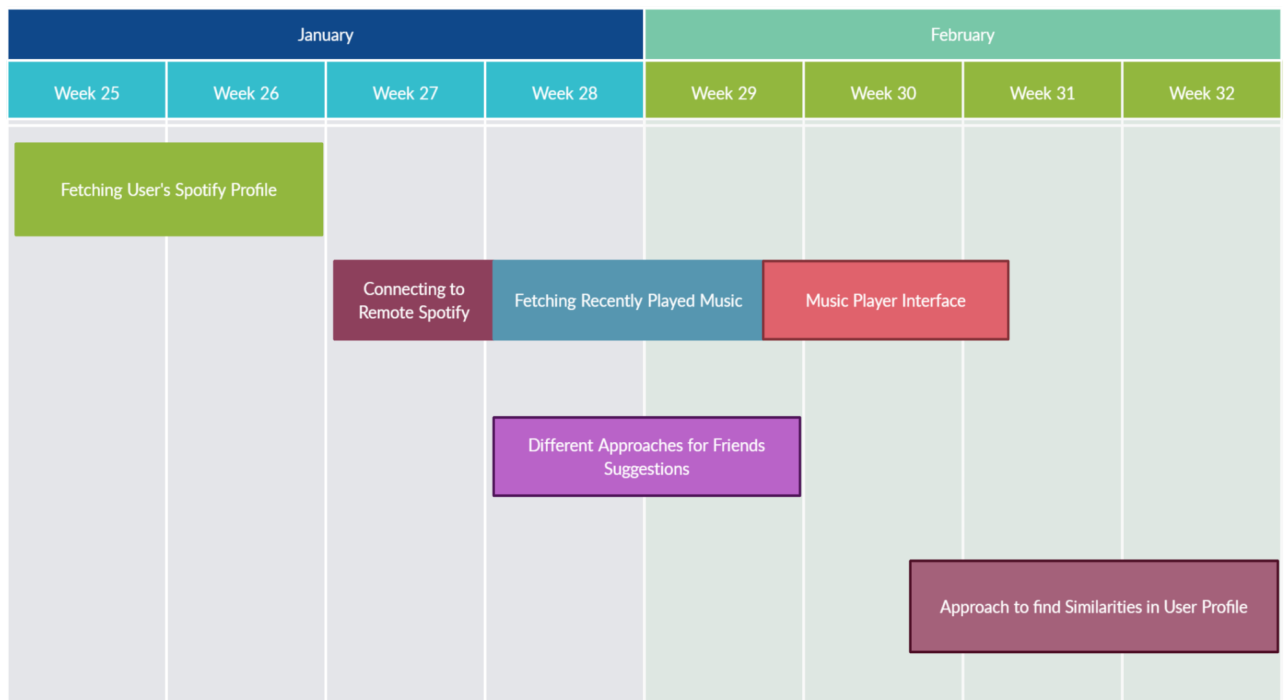 January
February
Week 25
Week 26
Week 27
Week 28
Week 29
Week 30
Week 31
Week 32
Fetching User's Spotify Profile
Connecting to
Remote Spotify
Fetching Recently Played Music
Music Player Interface
Different Approaches for Friends
Suggestions
Approach to find Similarities in User Profile